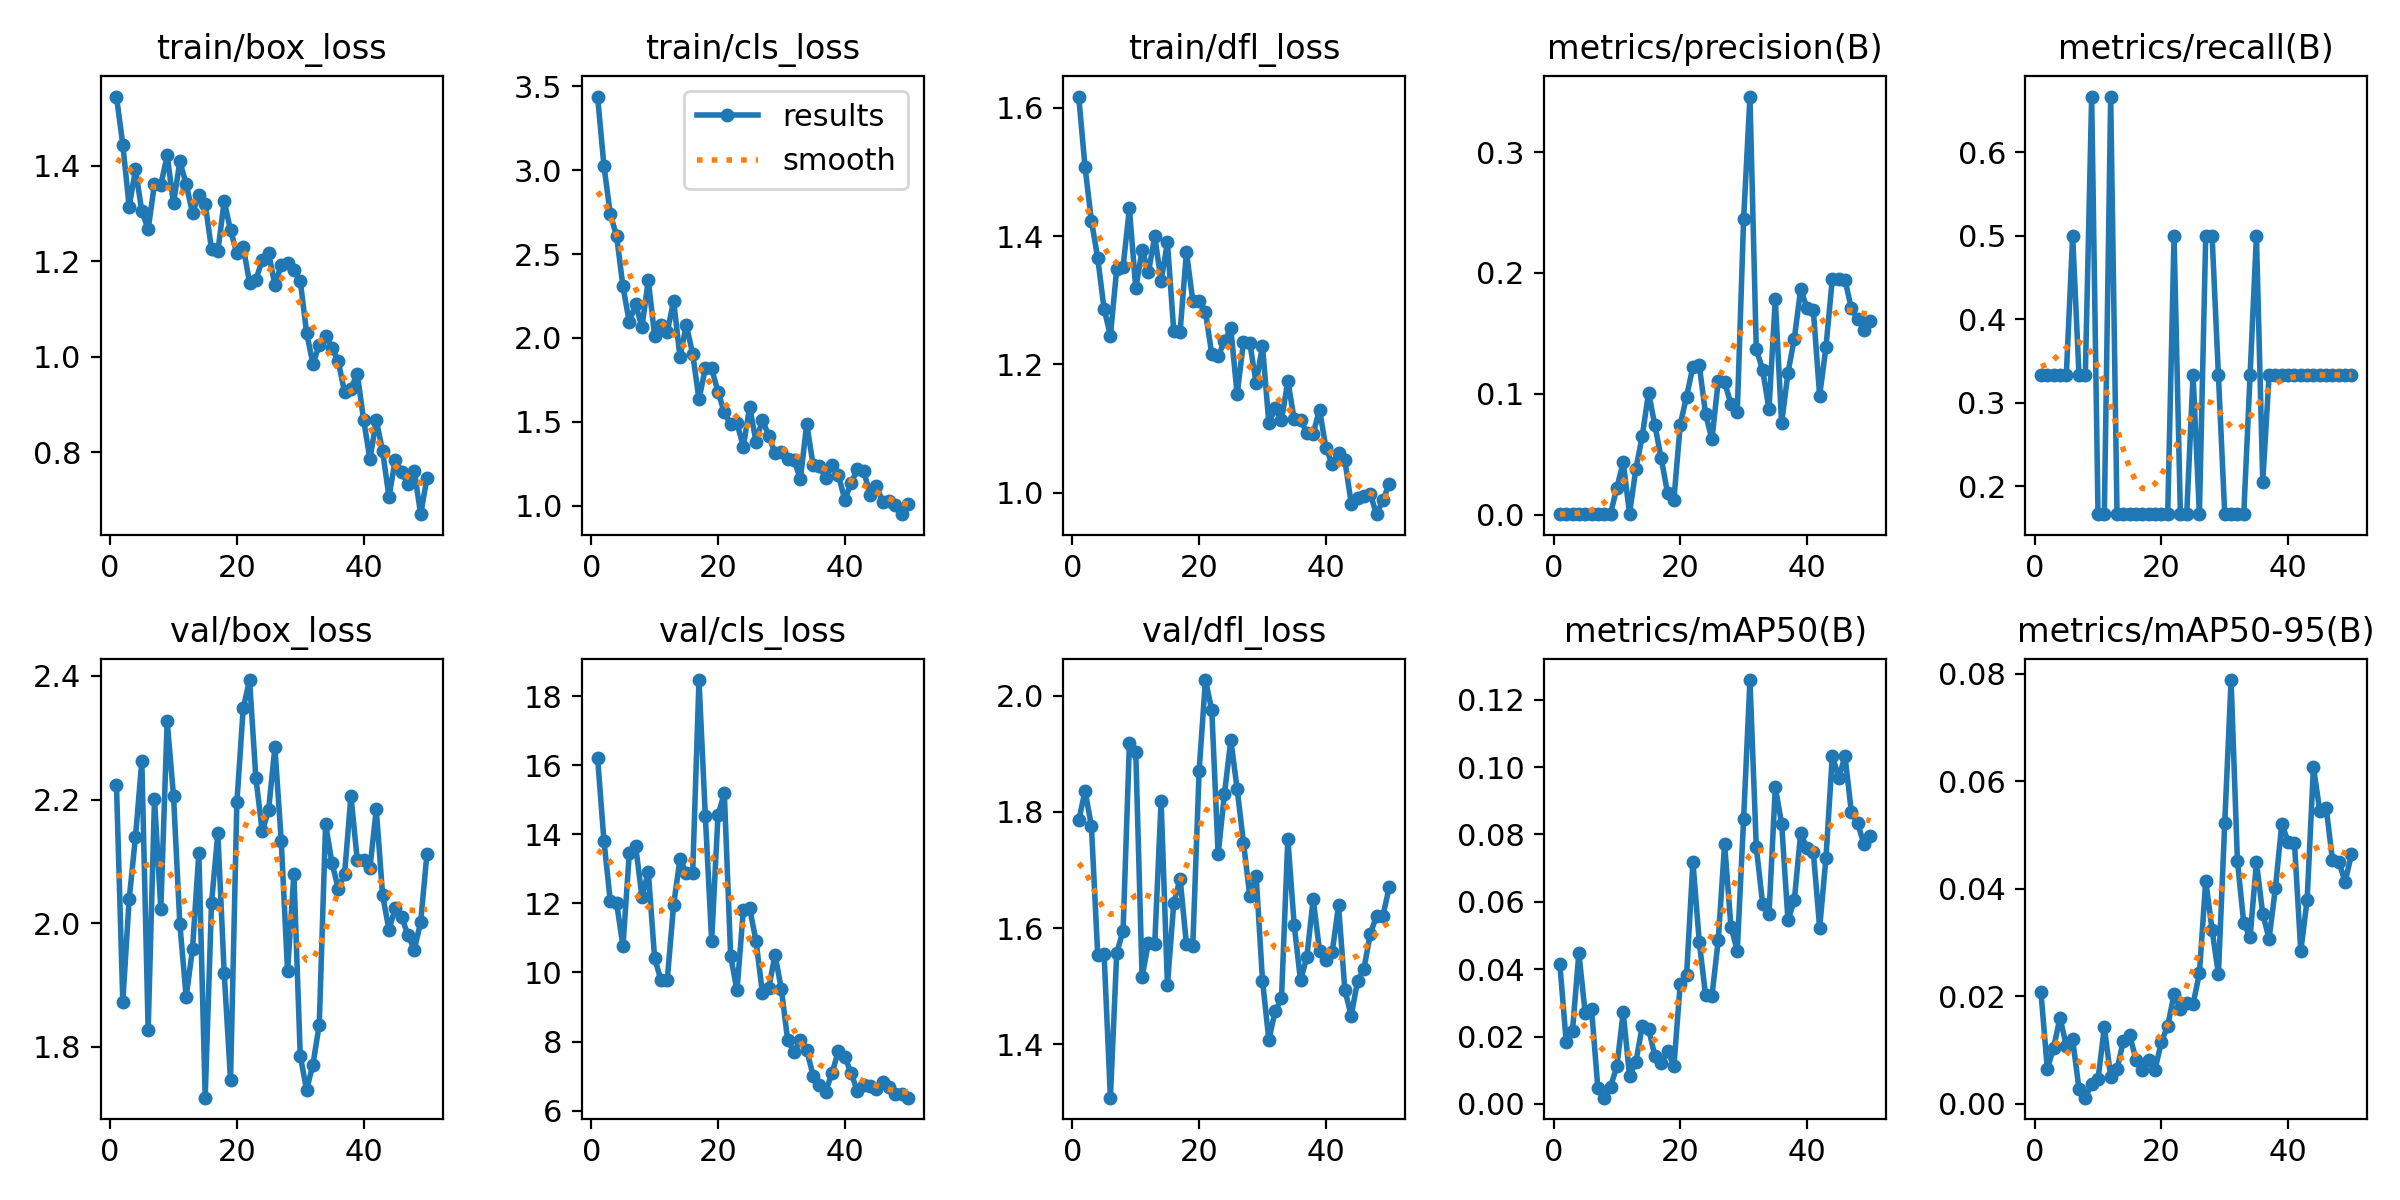 train/box_loss
1.4
1.2
1.0
0.8
0 20 40
train/cls_loss
3.5
3.0
2.5
2.0
1.5
1.0
0 20 40
results
smooth
train/dfl_loss
1.6
1.4
1.2
1.0
0 20 40
metrics/precision(B)
0.3
0.2
0.1
0.0
0 20 40
metrics/recall(B)
0.6
0.5
0.4
0.3
0.2
0 20 40
val/box_loss
2.4
2.2
2.0
1.8
0 20 40
val/cls_loss
18
16
14
12
10
8
6
0 20 40
val/dfl_loss
2.0
1.8
1.6
1.4
0 20 40
metrics/mAP50(B)
0.12
0.10
0.08
0.06
0.04
0.02
0.00
0 20 40
metrics/mAP50-95(B)
0.08
0.06
0.04
0.02
0.00
0 20 40